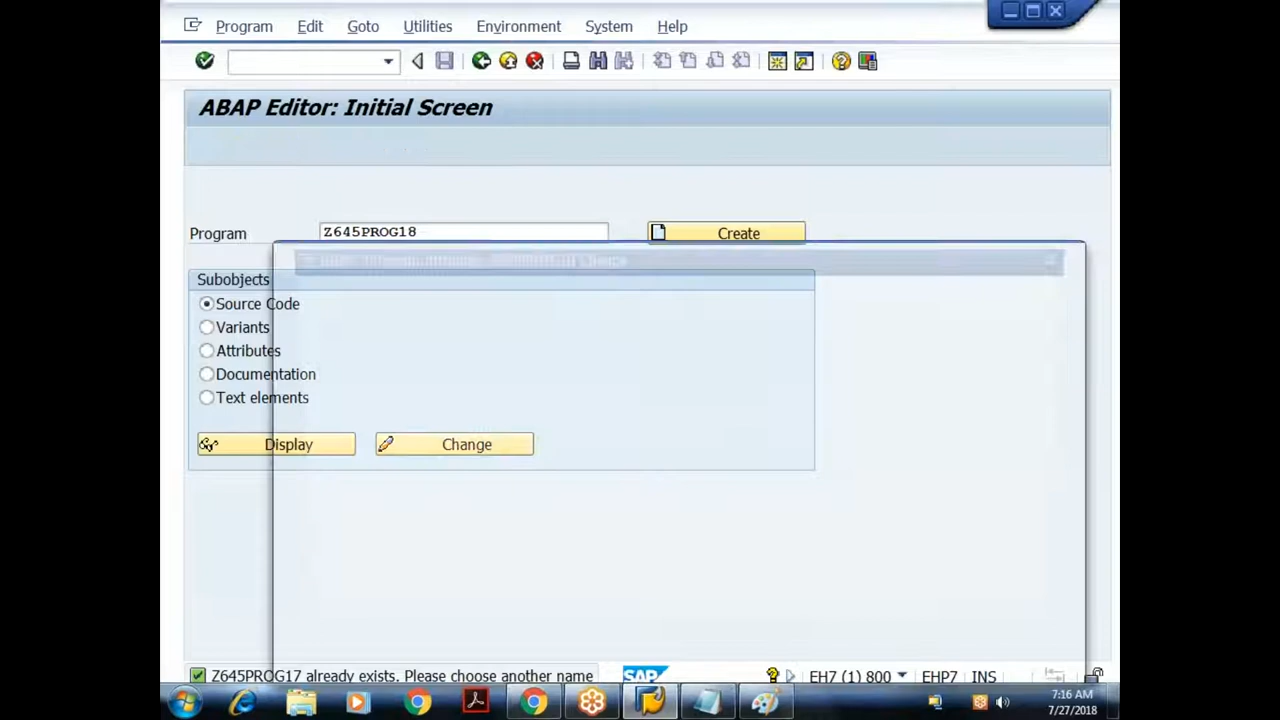 Program Edit Goto Utilities Environment System Help
ABAP Editor: Initial Screen
Program Z645PROG18 Create
Subobjects
Source Code
Variants
Attributes
Documentation
Text elements
Display Change
Z645PROG17 already exists. Please choose another name SAP EH7 (1) 800 EHP7 INS
7:16 AM
7/27/2018